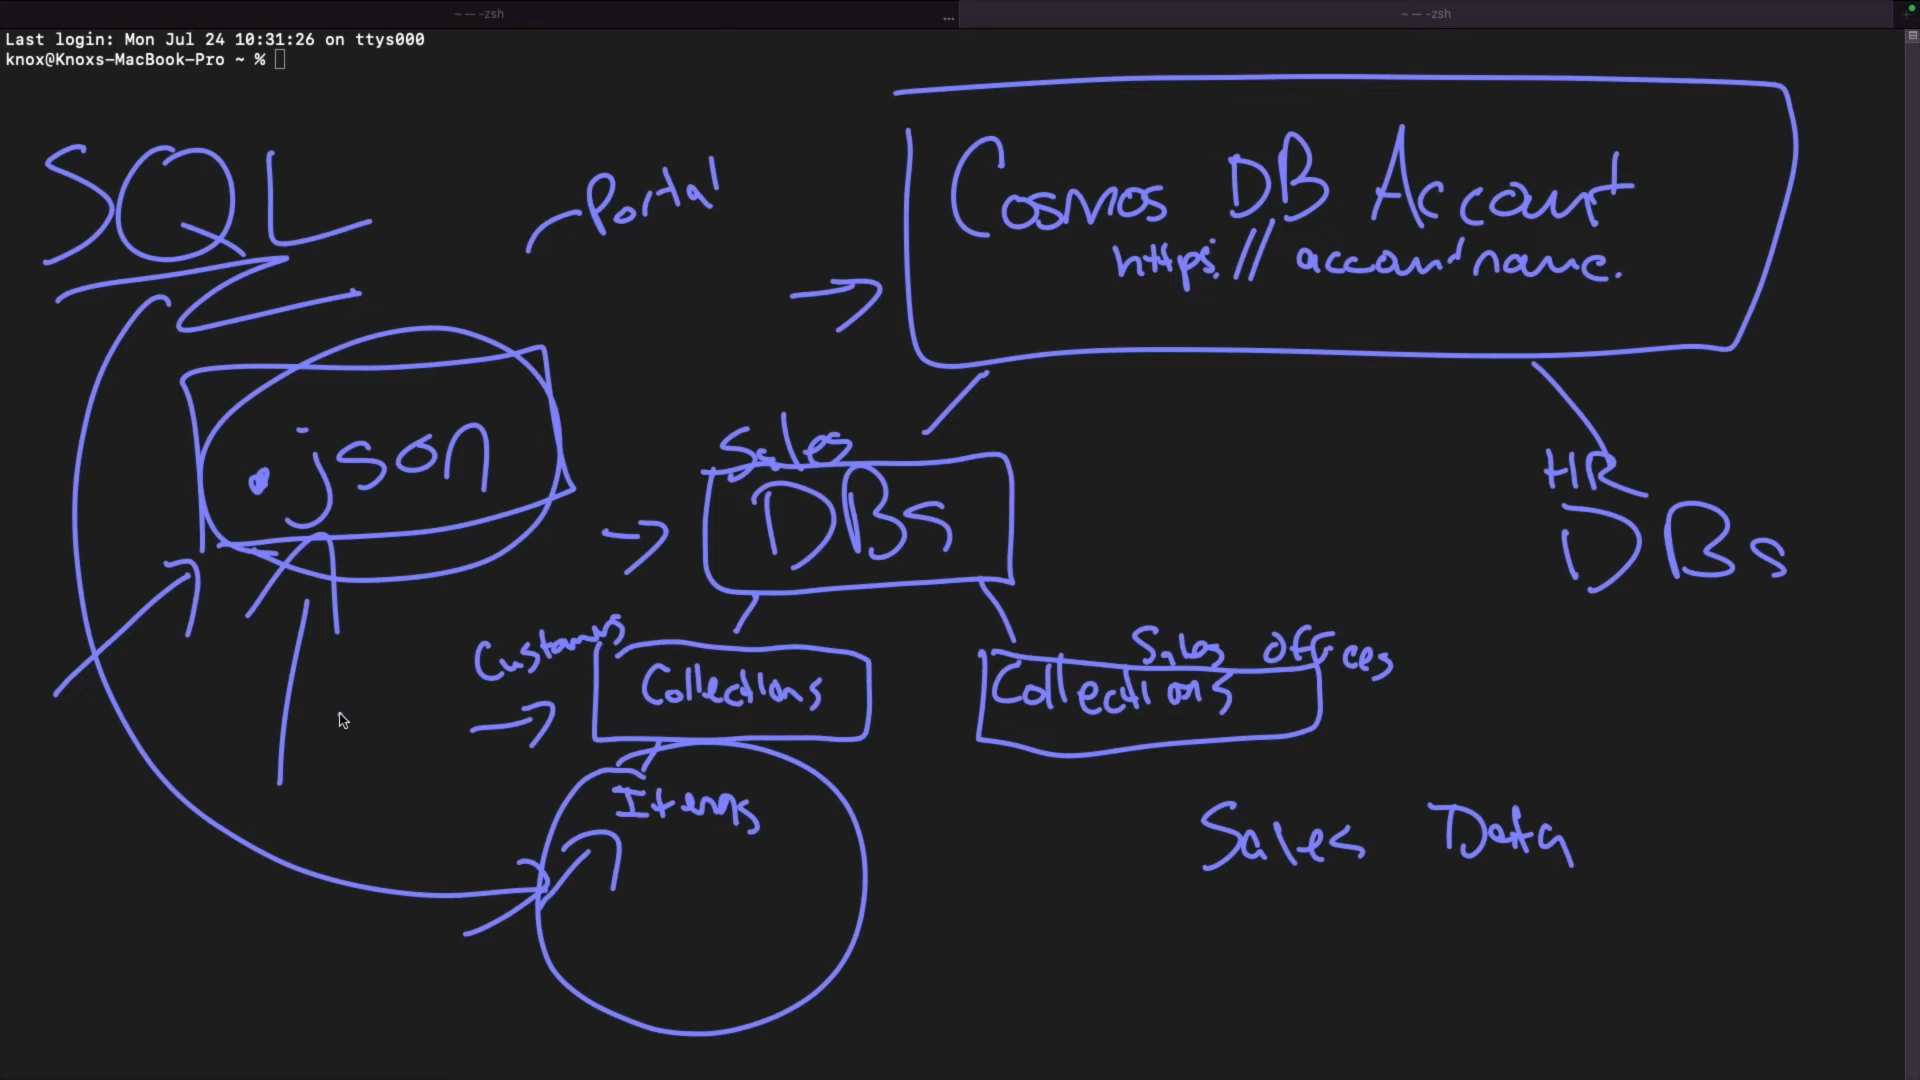 ~ — -zsh
...
~ — -zsh
+
Last login: Mon Jul 24 10:31:26 on ttys000
knox@Knoxs-MacBook-Pro ~ %
SQL
Portal
Cosmos DB Account
https://accountname.
.json
Sales
DBs
HR
DBs
Customers
Collections
Sales offices
Collections
Items
Sales Data